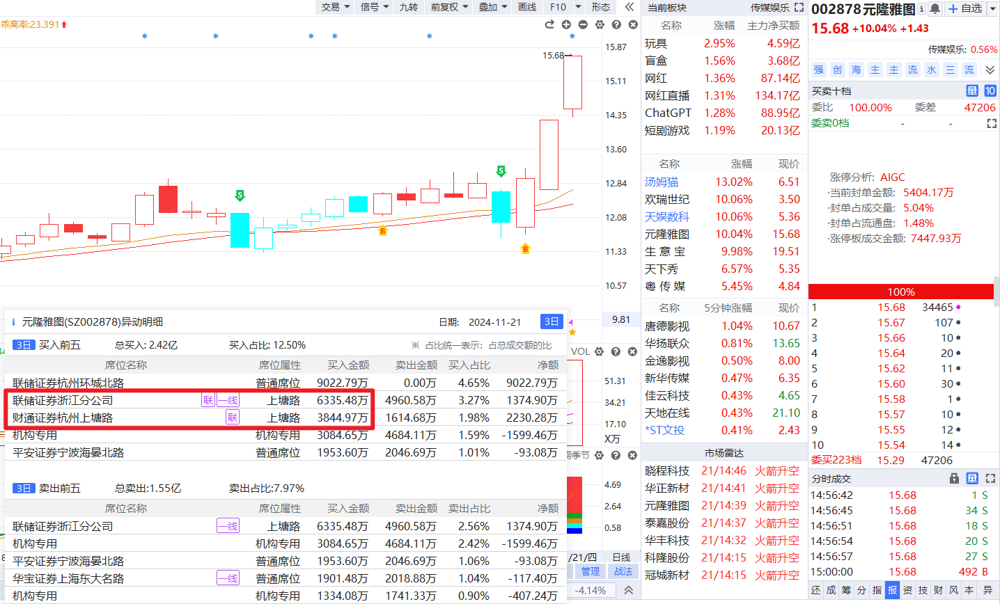 交易 信号 九转 前复权 叠加 画线 F10 形态
乖离率:23.391
15.68
15.87
15.11
14.35
13.60
12.84
12.08
11.33
10.57
9.81
S
S
B
B
元隆雅图(SZ002878)异动明细 日期: 2024-11-21 3日
3日 买入前五 总买入: 2.42亿 买入占比: 12.50% ※ 占比统一表示: 占总成交额的比
席位名称 席位属性 买入金额 卖出金额 买入占比 净额
联储证券杭州环城北路 普通席位 9022.79万 0.00万 4.65% 9022.79万
联储证券浙江分公司 联 一线 上塘路 6335.48万 4960.58万 3.27% 1374.90万
财通证券杭州上塘路 联 上塘路 3844.97万 1614.68万 1.98% 2230.28万
机构专用 机构专用 3084.65万 4684.11万 1.59% -1599.46万
平安证券宁波海晏北路 普通席位 1953.60万 2046.69万 1.01% -93.08万
3日 卖出前五 总卖出:1.55亿 卖出占比:7.97%
席位名称 席位属性 买入金额 卖出金额 卖出占比 净额
联储证券浙江分公司 一线 上塘路 6335.48万 4960.58万 2.56% 1374.90万
机构专用 机构专用 3084.65万 4684.11万 2.42% -1599.46万
平安证券宁波海晏北路 普通席位 1953.60万 2046.69万 1.06% -93.08万
华宝证券上海东大名路 一线 普通席位 1901.48万 2018.88万 1.04% -117.40万
机构专用 机构专用 1334.08万 1741.33万 0.90% -407.24万
VOL
51.31
34.21
17.10
X万
捞季节
4.69
2.64
0.58
/21/四 日线
管理 战法
-4.14%
当前板块 传媒娱乐
名称 涨幅 主力净买额
玩具 2.95% 4.59亿
盲盒 1.56% 3.68亿
网红 1.36% 87.14亿
网红直播 1.31% 134.17亿
ChatGPT 1.28% 88.95亿
短剧游戏 1.19% 20.13亿
名称 涨幅 现价
汤姆猫 13.02% 6.51
欢瑞世纪 10.06% 3.50
天娱数科 10.06% 5.36
元隆雅图 10.04% 15.68
生 意 宝 9.98% 19.51
天下秀 6.57% 5.35
粤 传 媒 5.45% 4.84
名称 5分钟涨幅 现价
唐德影视 1.04% 10.67
华扬联众 0.81% 13.65
金逸影视 0.50% 8.00
新华传媒 0.47% 6.35
佳云科技 0.43% 4.65
天地在线 0.43% 21.10
*ST文投 0.41% 2.43
市场雷达
晓程科技 21/14:46 火箭升空
华正新材 21/14:41 火箭升空
元隆雅图 21/14:39 火箭升空
泰嘉股份 21/14:37 火箭升空
华丰科技 21/14:32 火箭升空
科隆股份 21/14:15 火箭升空
冠城新材 21/14:15 火箭升空
002878 元隆雅图 i + 自选
15.68 +10.04% +1.43
传媒娱乐: 0.56%
强 创 海 主 主 流 水 三 流
买卖十档 量 10
委比 100.00% 委差 47206
委卖0档 - -
涨停分析: AIGC
·当前封单金额: 5404.17万
·封单占成交量: 5.04%
·封单占流通盘: 1.48%
·涨停板成交金额: 7447.93万
100%
1 15.68 34465
2 15.67 107
3 15.66 10
4 15.64 20
5 15.62 11
6 15.60 30
7 15.58 1
8 15.57 10
9 15.55 12
10 15.54 14
委买223档 15.29 47206
分时成交 量
14:56:42 15.68 1 S
14:56:45 15.68 34 S
14:56:51 15.68 18 S
14:56:54 15.68 20 S
14:56:57 15.68 27 S
15:00:00 15.68 492 B
还 成 筹 分 指 报 资 技 财 风 本 异